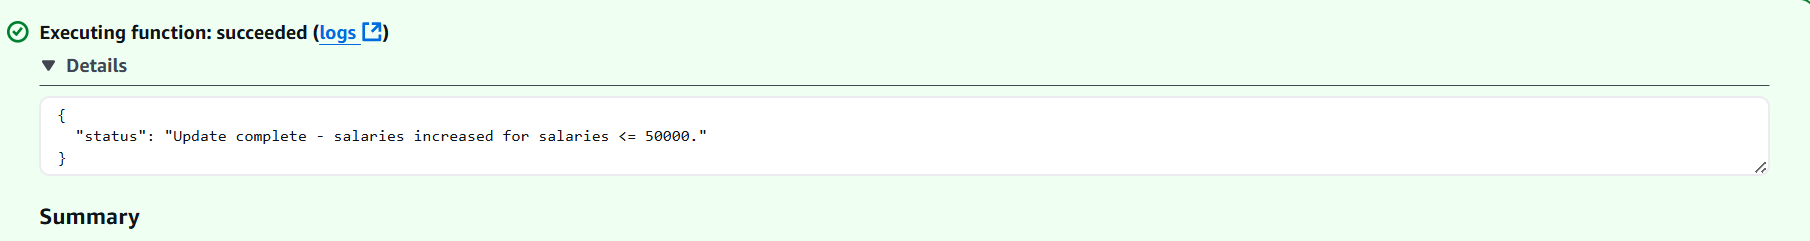 Executing function: succeeded (logs)
Details
{
  "status": "Update complete - salaries increased for salaries <= 50000."
}
Summary